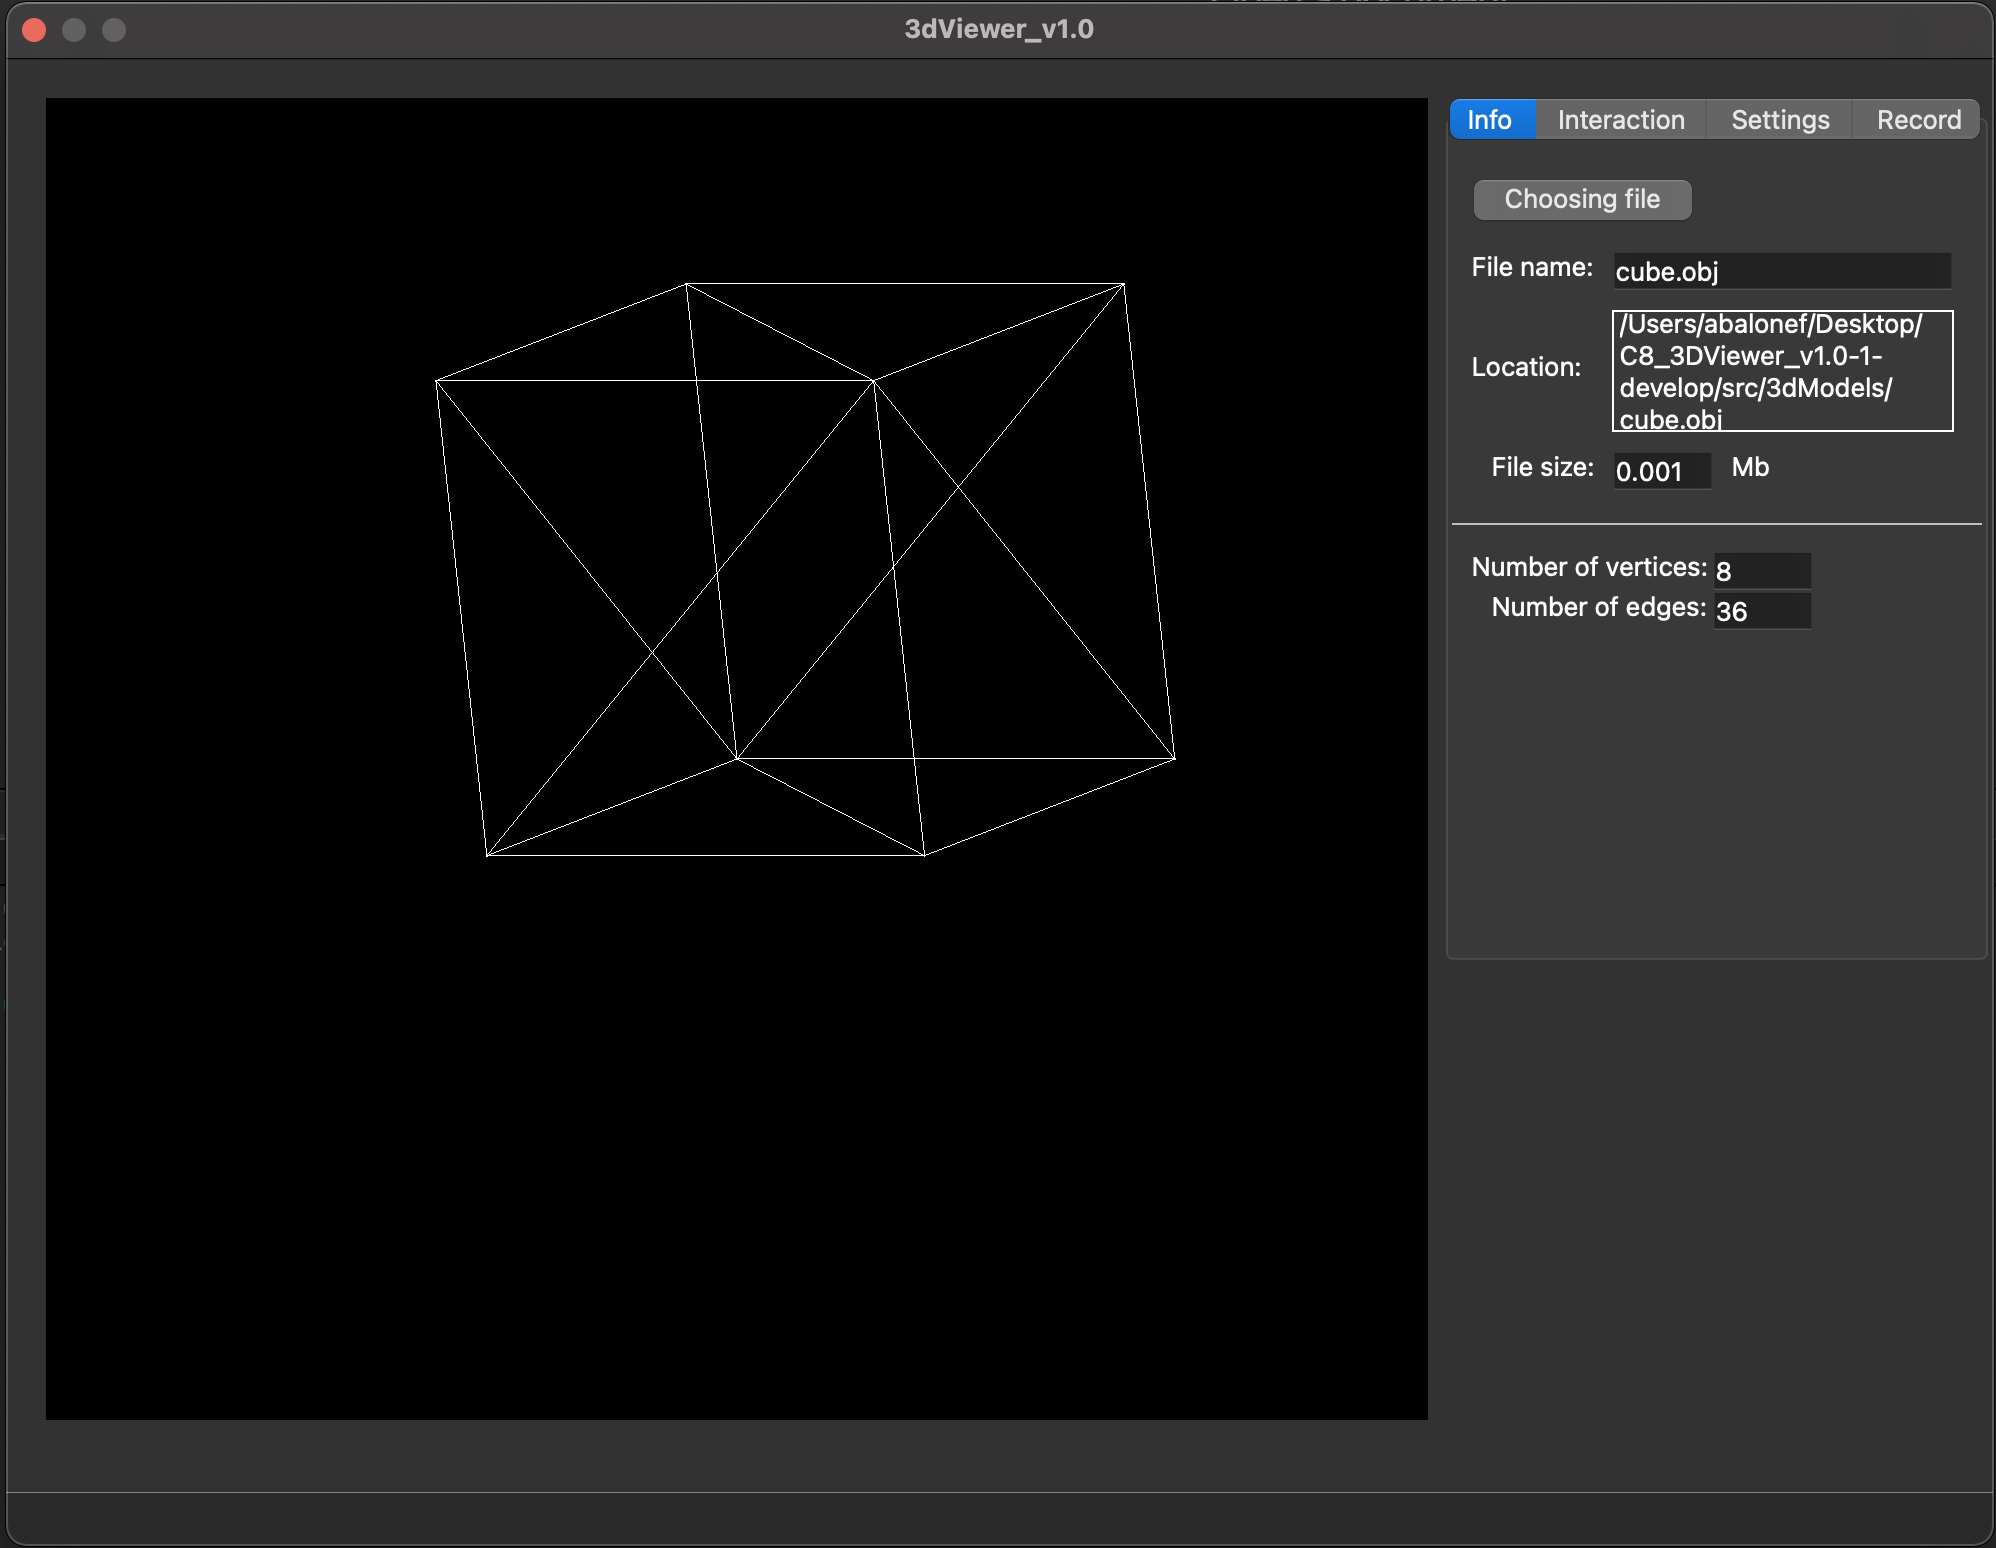 3dViewer_v1.0
Info Interaction Settings Record
Choosing file
File name: cube.obj
Location:
/Users/abalonef/Desktop/
C8_3DViewer_v1.0-1-
develop/src/3dModels/
cube.obj
File size: 0.001 Mb
Number of vertices: 8
Number of edges: 36